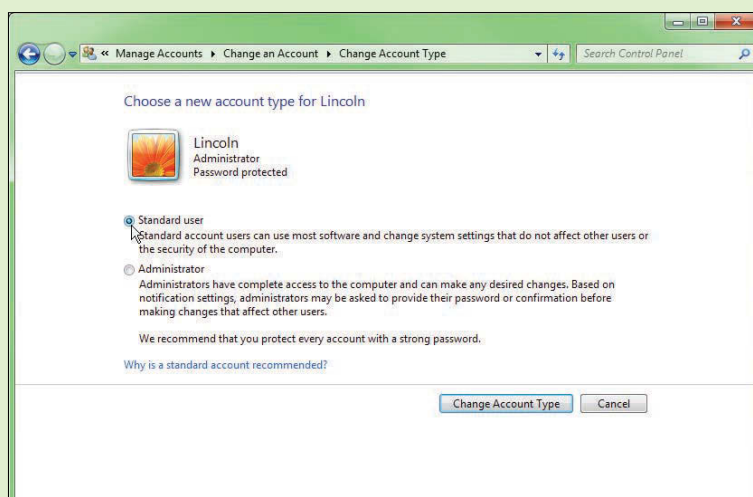 « Manage Accounts ▸ Change an Account ▸ Change Account Type
Search Control Panel
Choose a new account type for Lincoln
Lincoln
Administrator
Password protected
Standard user
Standard account users can use most software and change system settings that do not affect other users or
the security of the computer.
Administrator
Administrators have complete access to the computer and can make any desired changes. Based on
notification settings, administrators may be asked to provide their password or confirmation before
making changes that affect other users.
We recommend that you protect every account with a strong password.
Why is a standard account recommended?
Change Account Type
Cancel